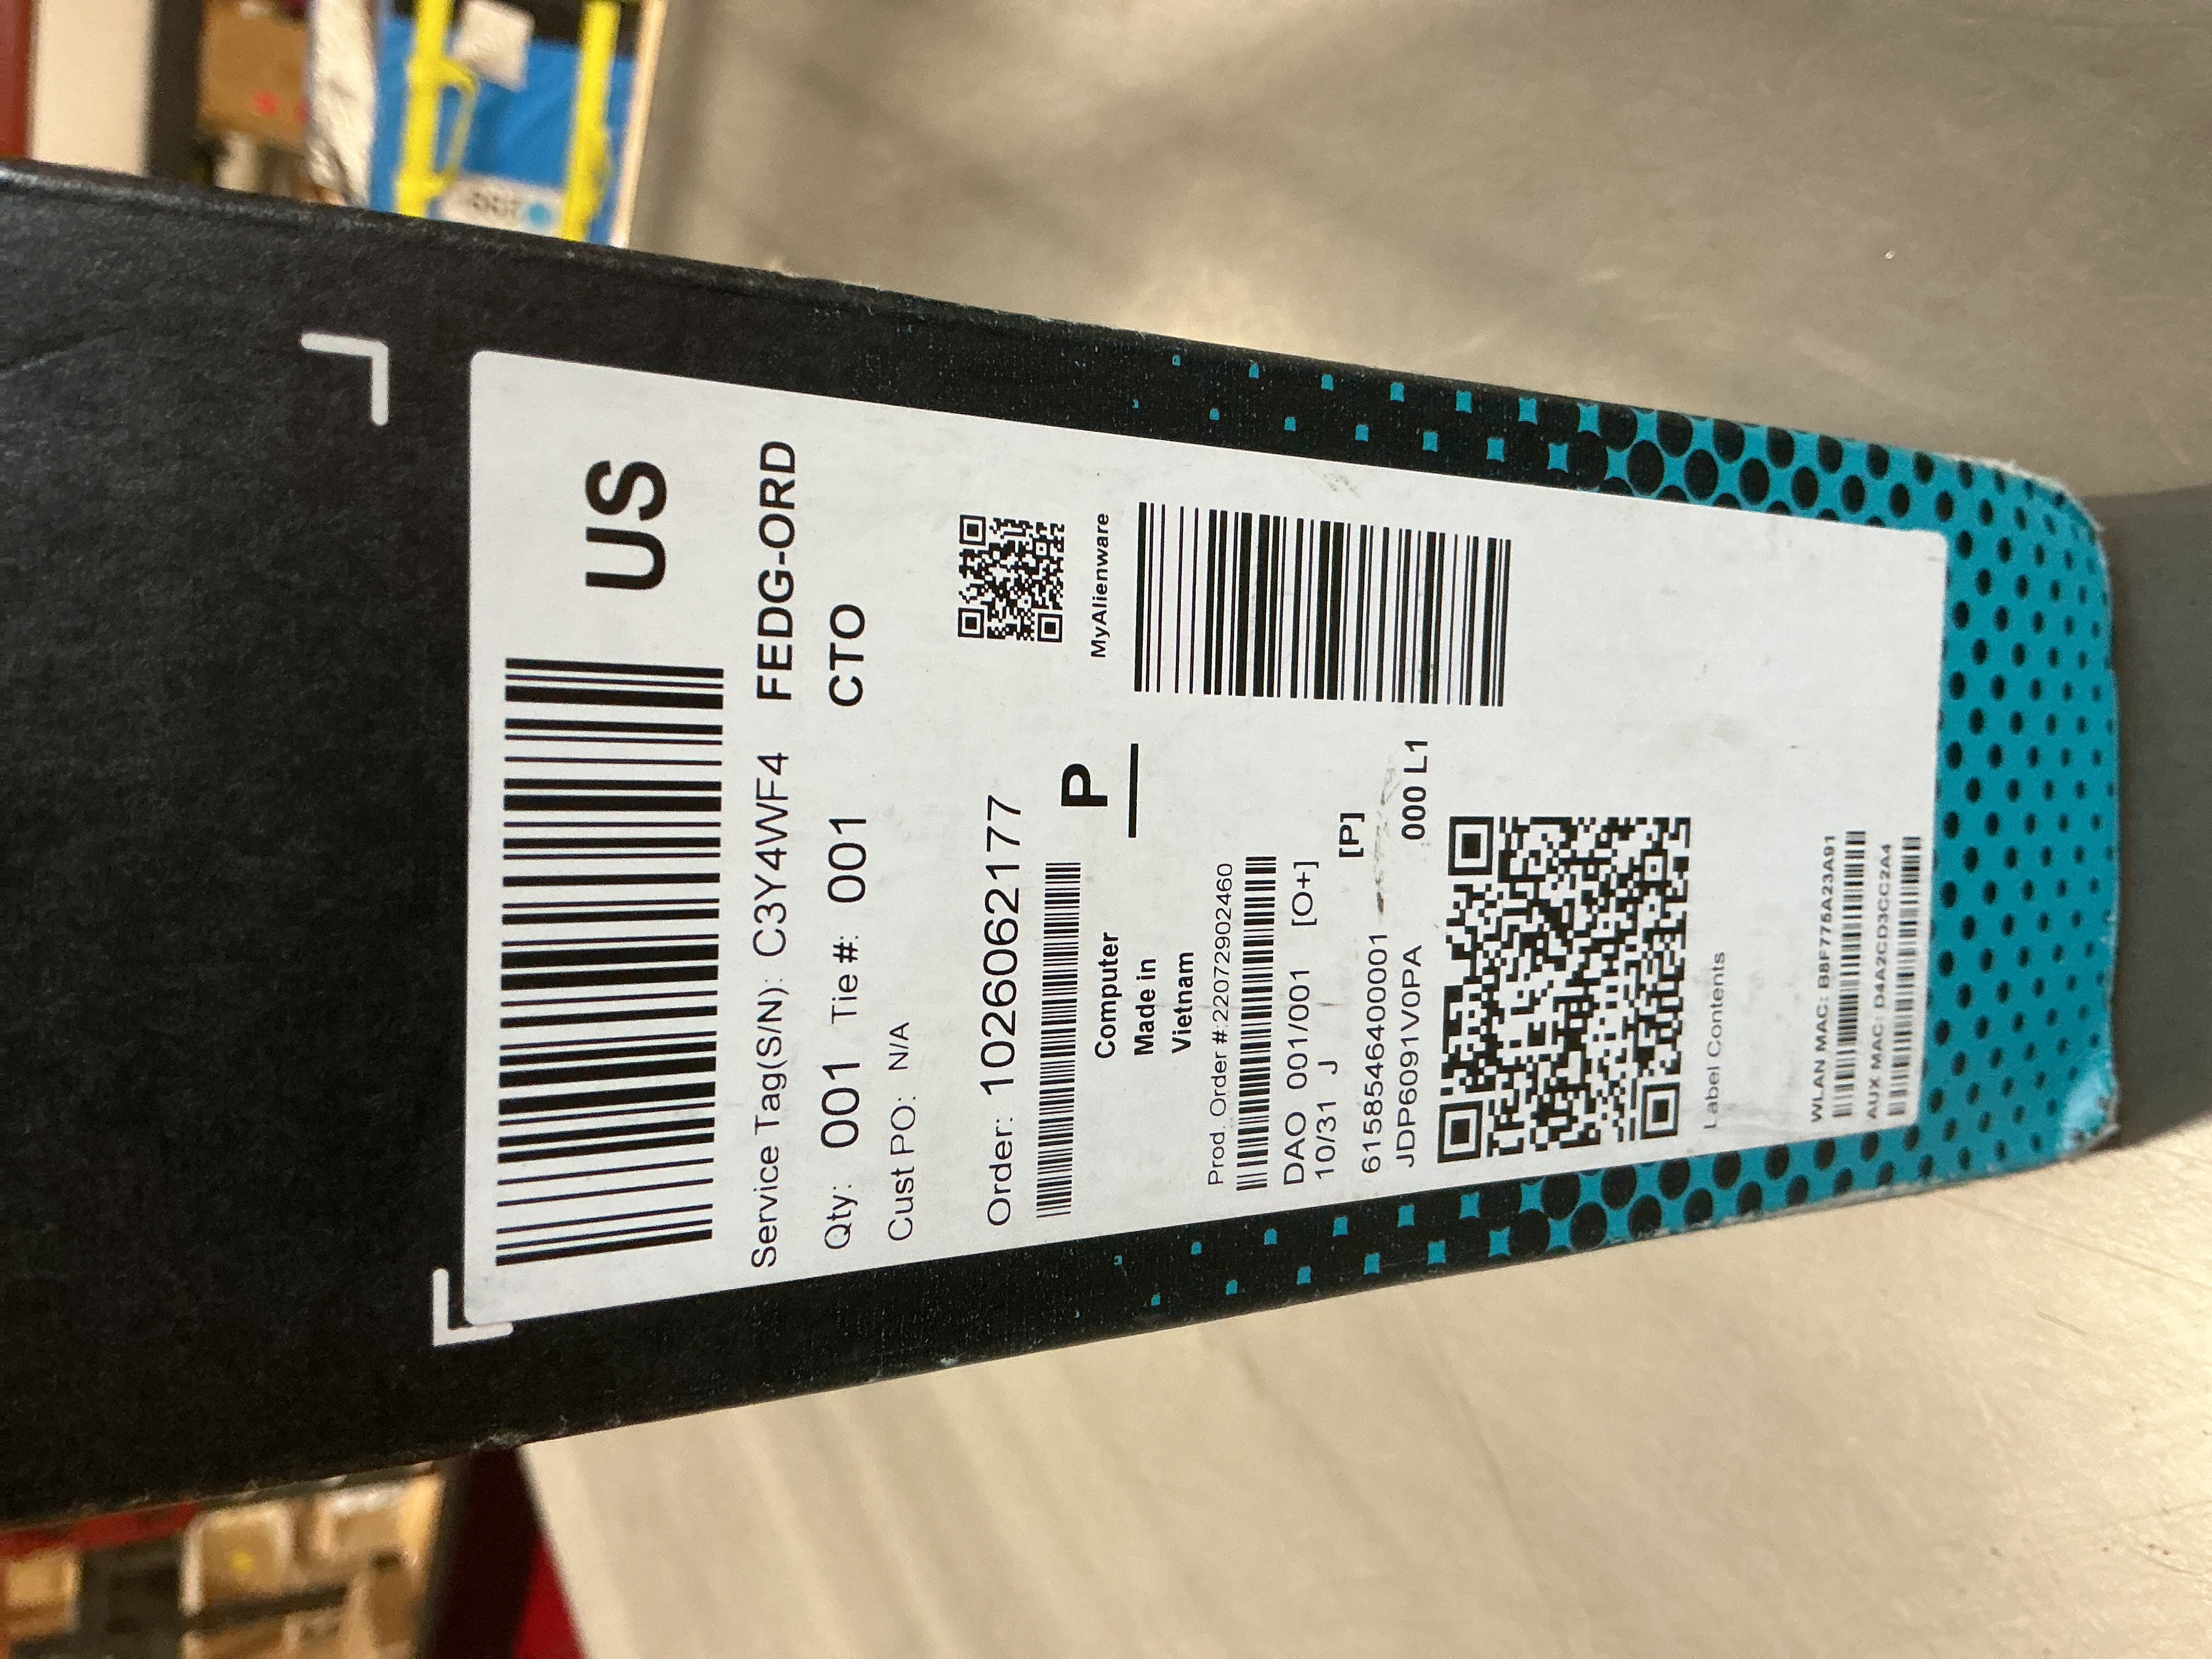 US
Service Tag(S/N): C3Y4WF4 FEDG-ORD
Qty: 001 Tie #: 001 CTO
Cust PO: N/A
Order: 1026062177
P
MyAlienware
Computer
Made in
Vietnam
Prod. Order #:2207292902460
DAO 001/001 [O+]
10/31 J
[P]
6158546400001
JDP6091V0PA 000 L1
Label Contents
WLAN MAC: B8F775A23A91
AUX MAC: D4A2CD3CC2A4